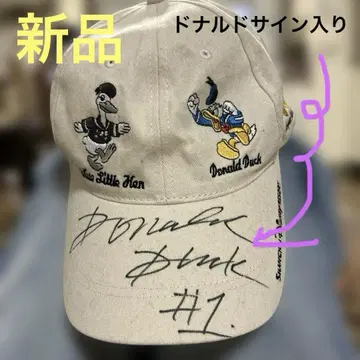 新品
ドナルドサイン入り
Little Hen
Donald Duck
Donald
Duck
#1.